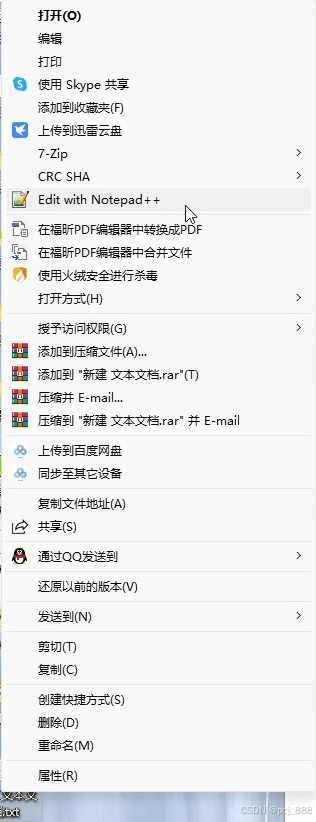 打开(O)
编辑
打印
使用 Skype 共享
添加到收藏夹(F)
上传到迅雷云盘
7-Zip
CRC SHA
Edit with Notepad++
在福昕PDF编辑器中转换成PDF
在福昕PDF编辑器中合并文件
使用火绒安全进行杀毒
打开方式(H)
授予访问权限(G)
添加到压缩文件(A)...
添加到 "新建 文本文档.rar"(T)
压缩并 E-mail...
压缩到 "新建 文本文档.rar" 并 E-mail
上传到百度网盘
同步至其它设备
复制文件地址(A)
共享(S)
通过QQ发送到
还原以前的版本(V)
发送到(N)
剪切(T)
复制(C)
创建快捷方式(S)
删除(D)
重命名(M)
属性(R)
文本文
.txt
CSDN @pcj_888